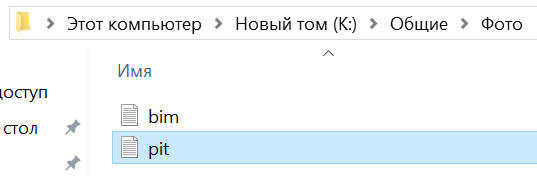 Этот компьютер > Новый том (K:) > Общие > Фото
Имя
доступ
bim
стол
pit